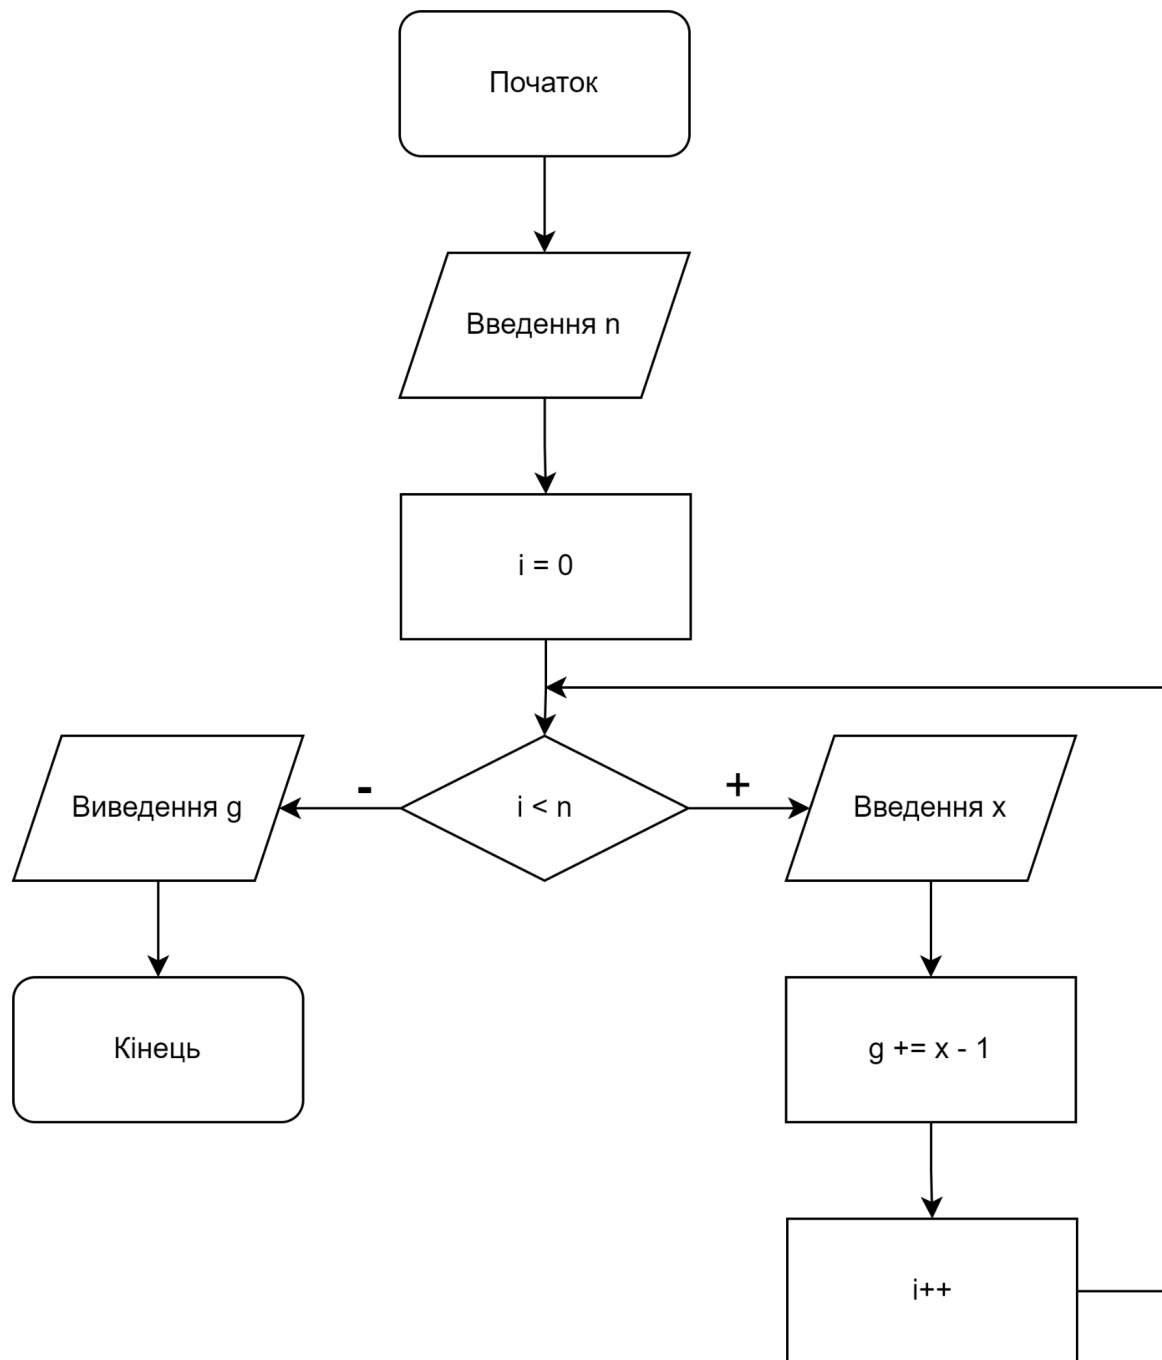 Початок
Введення n
i = 0
i < n
-
+
Виведення g
Введення x
Кінець
g += x - 1
i++